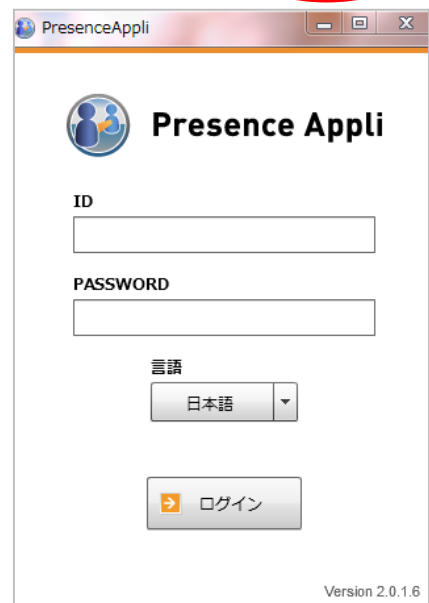 PresenceAppli
Presence Appli
ID
PASSWORD
言語
日本語
ログイン
Version 2.0.1.6